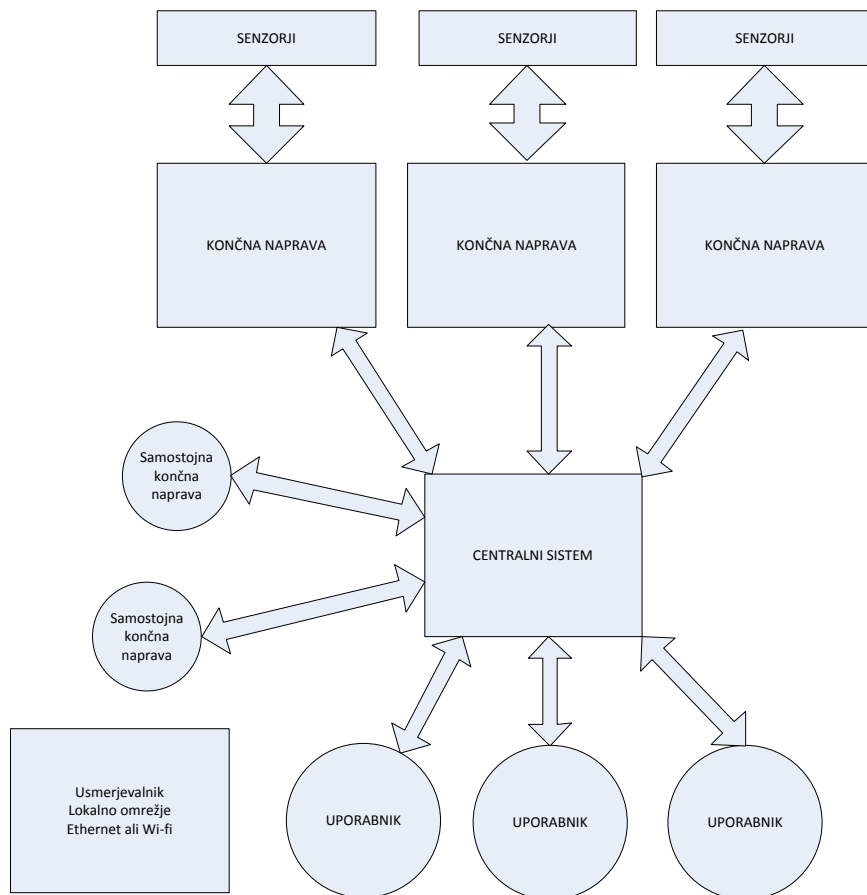 SENZORJI
SENZORJI
SENZORJI
KONČNA NAPRAVA
KONČNA NAPRAVA
KONČNA NAPRAVA
Samostojna
končna
naprava
CENTRALNI SISTEM
Samostojna
končna
naprava
Usmerjevalnik
Lokalno omrežje
Ethernet ali Wi-fi
UPORABNIK
UPORABNIK
UPORABNIK